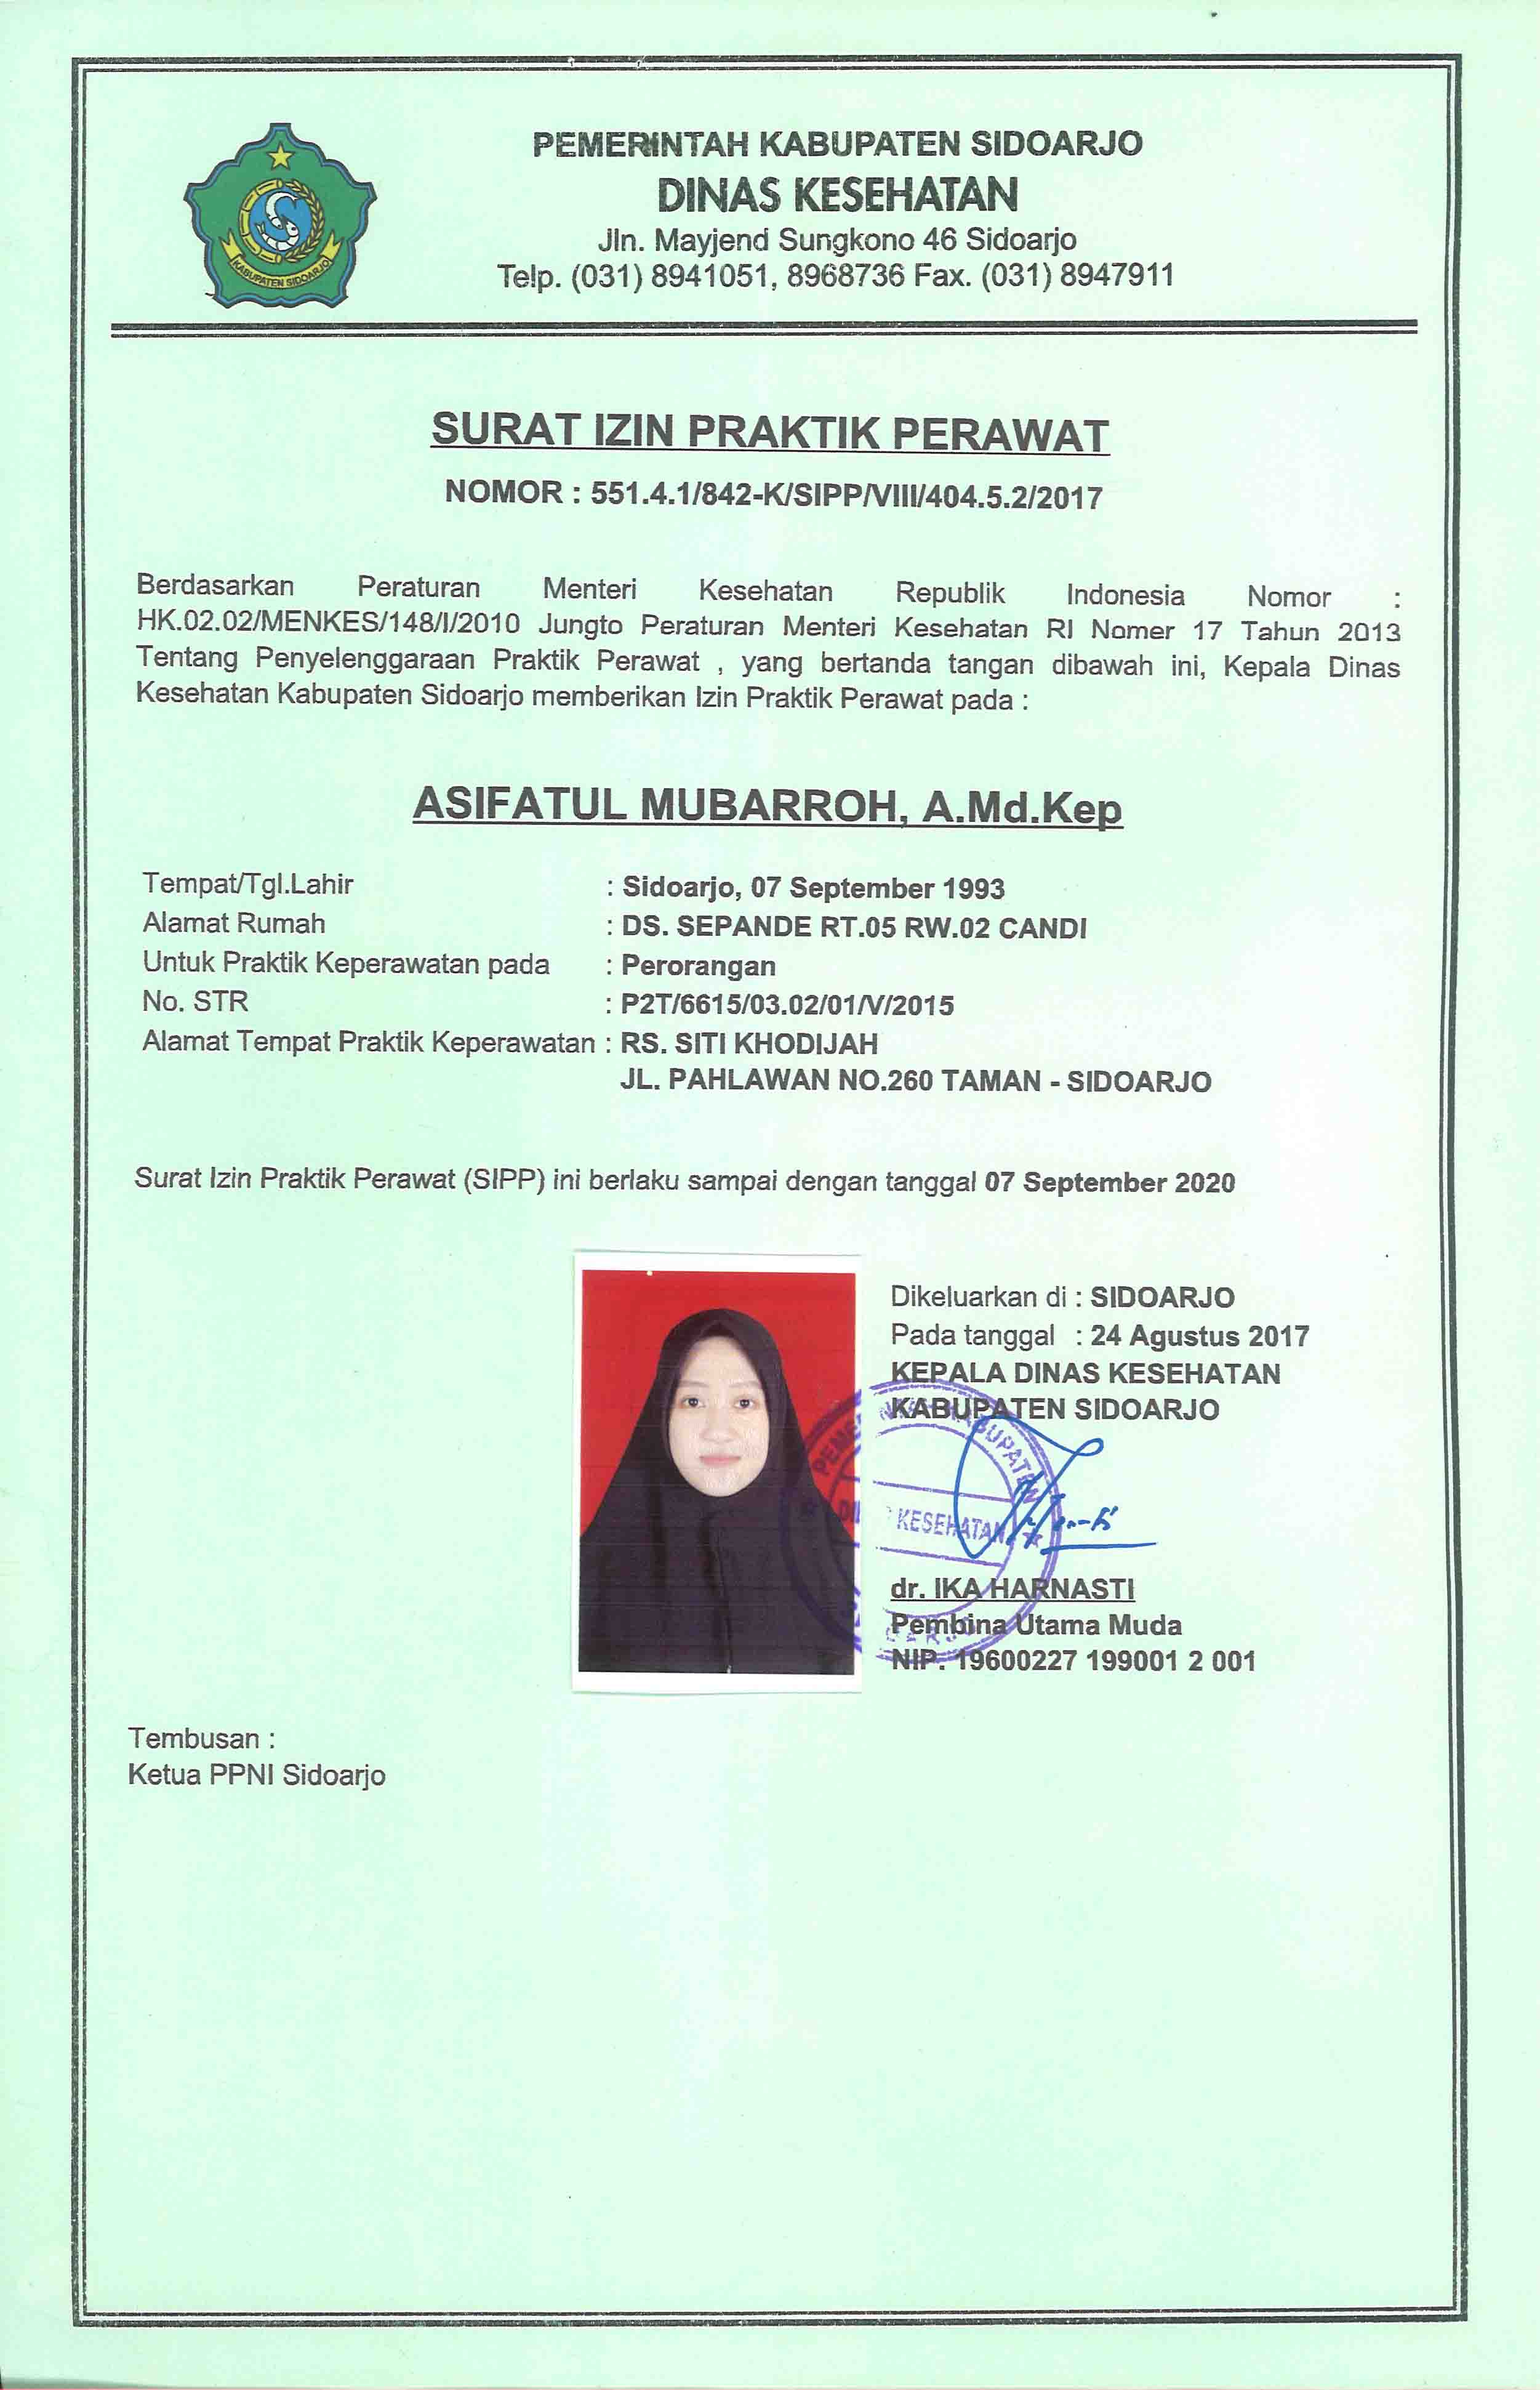 KABUPATEN SIDOARJO
PEMERINTAH KABUPATEN SIDOARJO
DINAS KESEHATAN
Jln. Mayjend Sungkono 46 Sidoarjo
Telp. (031) 8941051, 8968736 Fax. (031) 8947911
SURAT IZIN PRAKTIK PERAWAT
NOMOR : 551.4.1/842-K/SIPP/VIII/404.5.2/2017
Berdasarkan Peraturan Menteri Kesehatan Republik Indonesia Nomor :
HK.02.02/MENKES/148/I/2010 Jungto Peraturan Menteri Kesehatan RI Nomer 17 Tahun 2013
Tentang Penyelenggaraan Praktik Perawat , yang bertanda tangan dibawah ini, Kepala Dinas
Kesehatan Kabupaten Sidoarjo memberikan Izin Praktik Perawat pada :
ASIFATUL MUBARROH, A.Md.Kep
Tempat/Tgl.Lahir : Sidoarjo, 07 September 1993
Alamat Rumah : DS. SEPANDE RT.05 RW.02 CANDI
Untuk Praktik Keperawatan pada : Perorangan
No. STR : P2T/6615/03.02/01/V/2015
Alamat Tempat Praktik Keperawatan : RS. SITI KHODIJAH
JL. PAHLAWAN NO.260 TAMAN - SIDOARJO
Surat Izin Praktik Perawat (SIPP) ini berlaku sampai dengan tanggal 07 September 2020
Dikeluarkan di : SIDOARJO
Pada tanggal : 24 Agustus 2017
KEPALA DINAS KESEHATAN
KABUPATEN SIDOARJO
KABUPATEN
KESEHATAN
dr. IKA HARNASTI
Pembina Utama Muda
NIP. 19600227 199001 2 001
Tembusan :
Ketua PPNI Sidoarjo